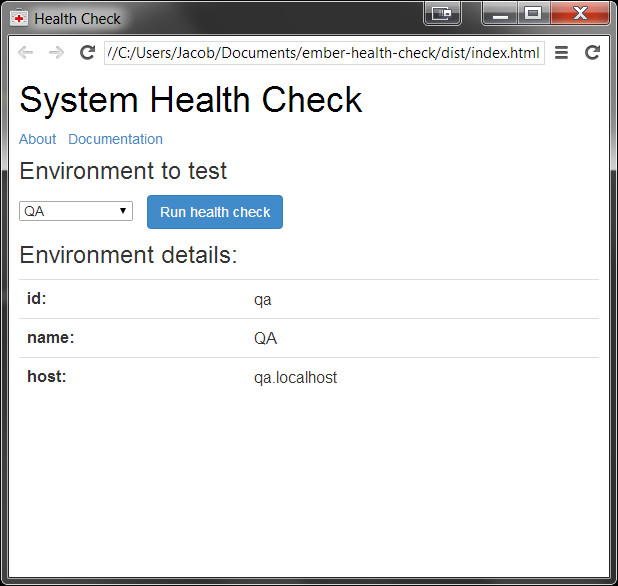 Health Check
//C:/Users/Jacob/Documents/ember-health-check/dist/index.html
System Health Check
About Documentation
Environment to test
QA Run health check
Environment details:
id: qa
name: QA
host: qa.localhost